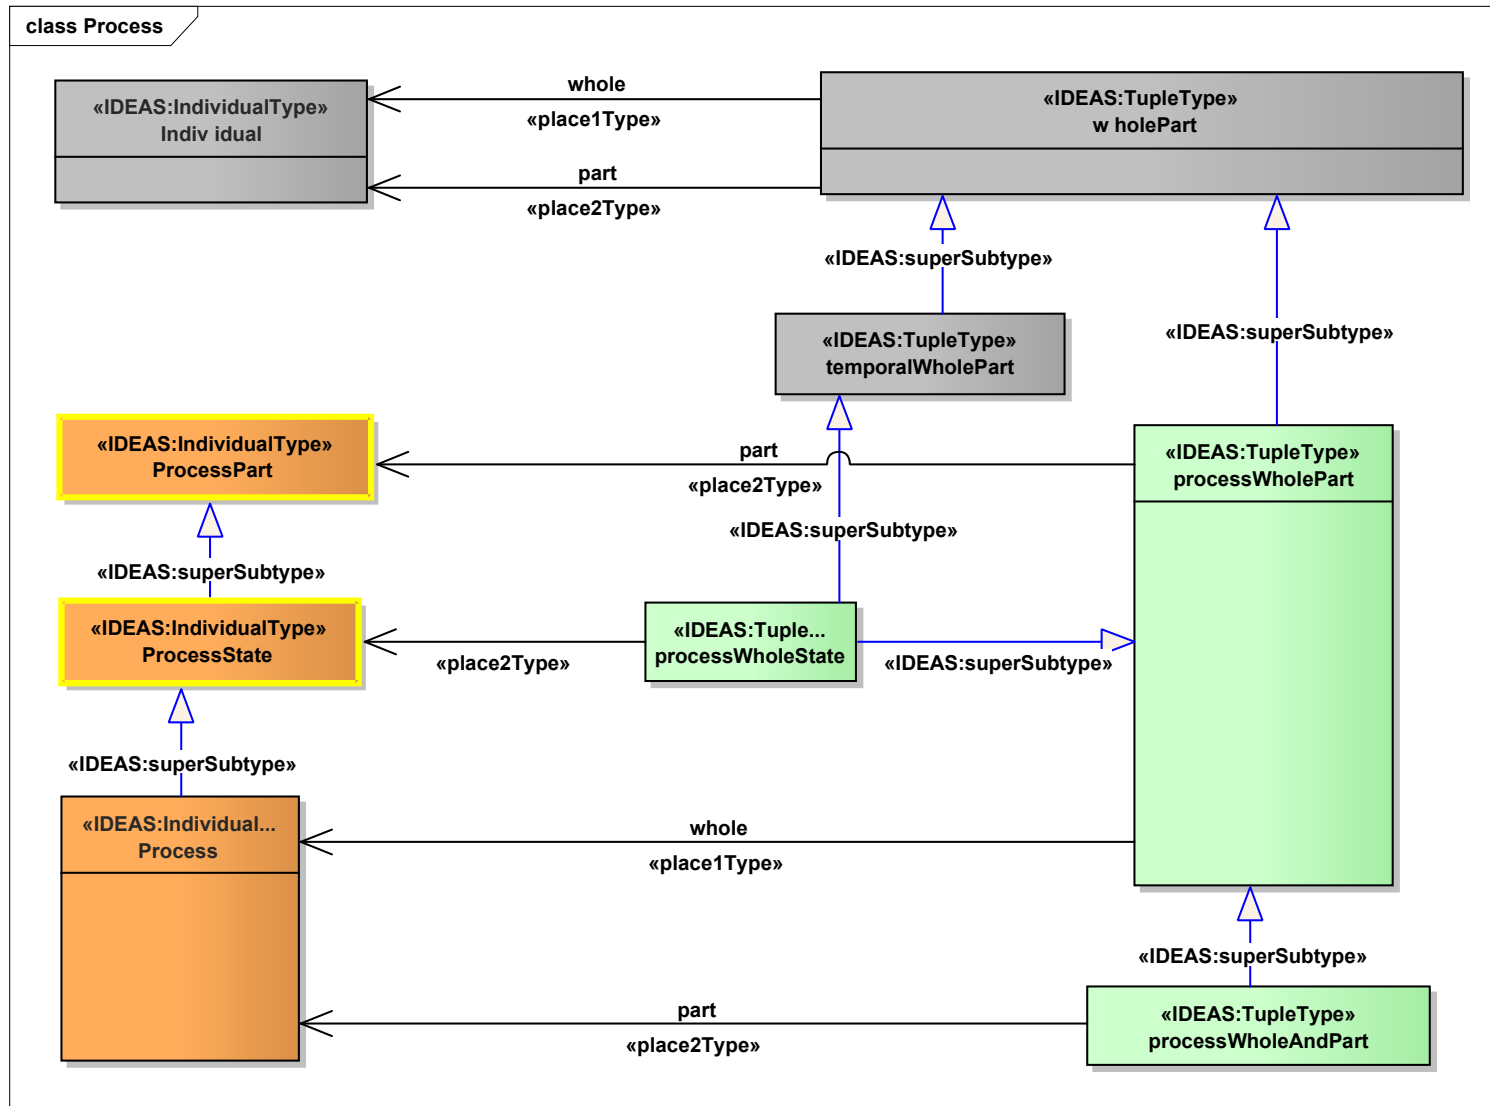 class Process
«IDEAS:IndividualType»
Indiv idual
whole
«place1Type»
part
«place2Type»
«IDEAS:TupleType»
w holePart
«IDEAS:superSubtype»
«IDEAS:superSubtype»
«IDEAS:TupleType»
temporalWholePart
«IDEAS:IndividualType»
ProcessPart
part
«place2Type»
«IDEAS:TupleType»
processWholePart
«IDEAS:superSubtype»
«IDEAS:superSubtype»
«IDEAS:IndividualType»
ProcessState
«place2Type»
«IDEAS:Tuple...
processWholeState
«IDEAS:superSubtype»
«IDEAS:superSubtype»
«IDEAS:Individual...
Process
whole
«place1Type»
«IDEAS:superSubtype»
part
«place2Type»
«IDEAS:TupleType»
processWholeAndPart